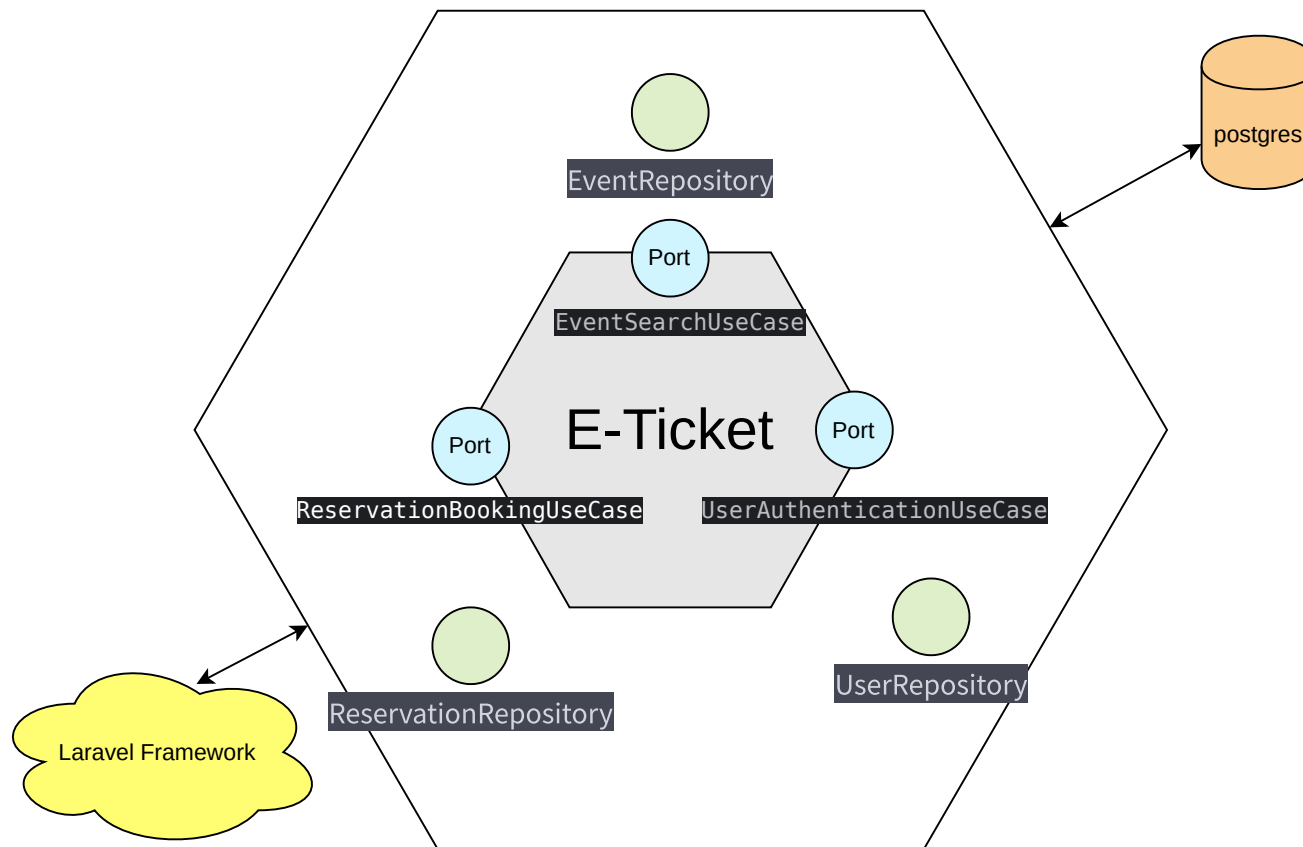 postgres
EventRepository
Port
EventSearchUseCase
E-Ticket
Port
Port
ReservationBookingUseCase
UserAuthenticationUseCase
UserRepository
ReservationRepository
Laravel Framework